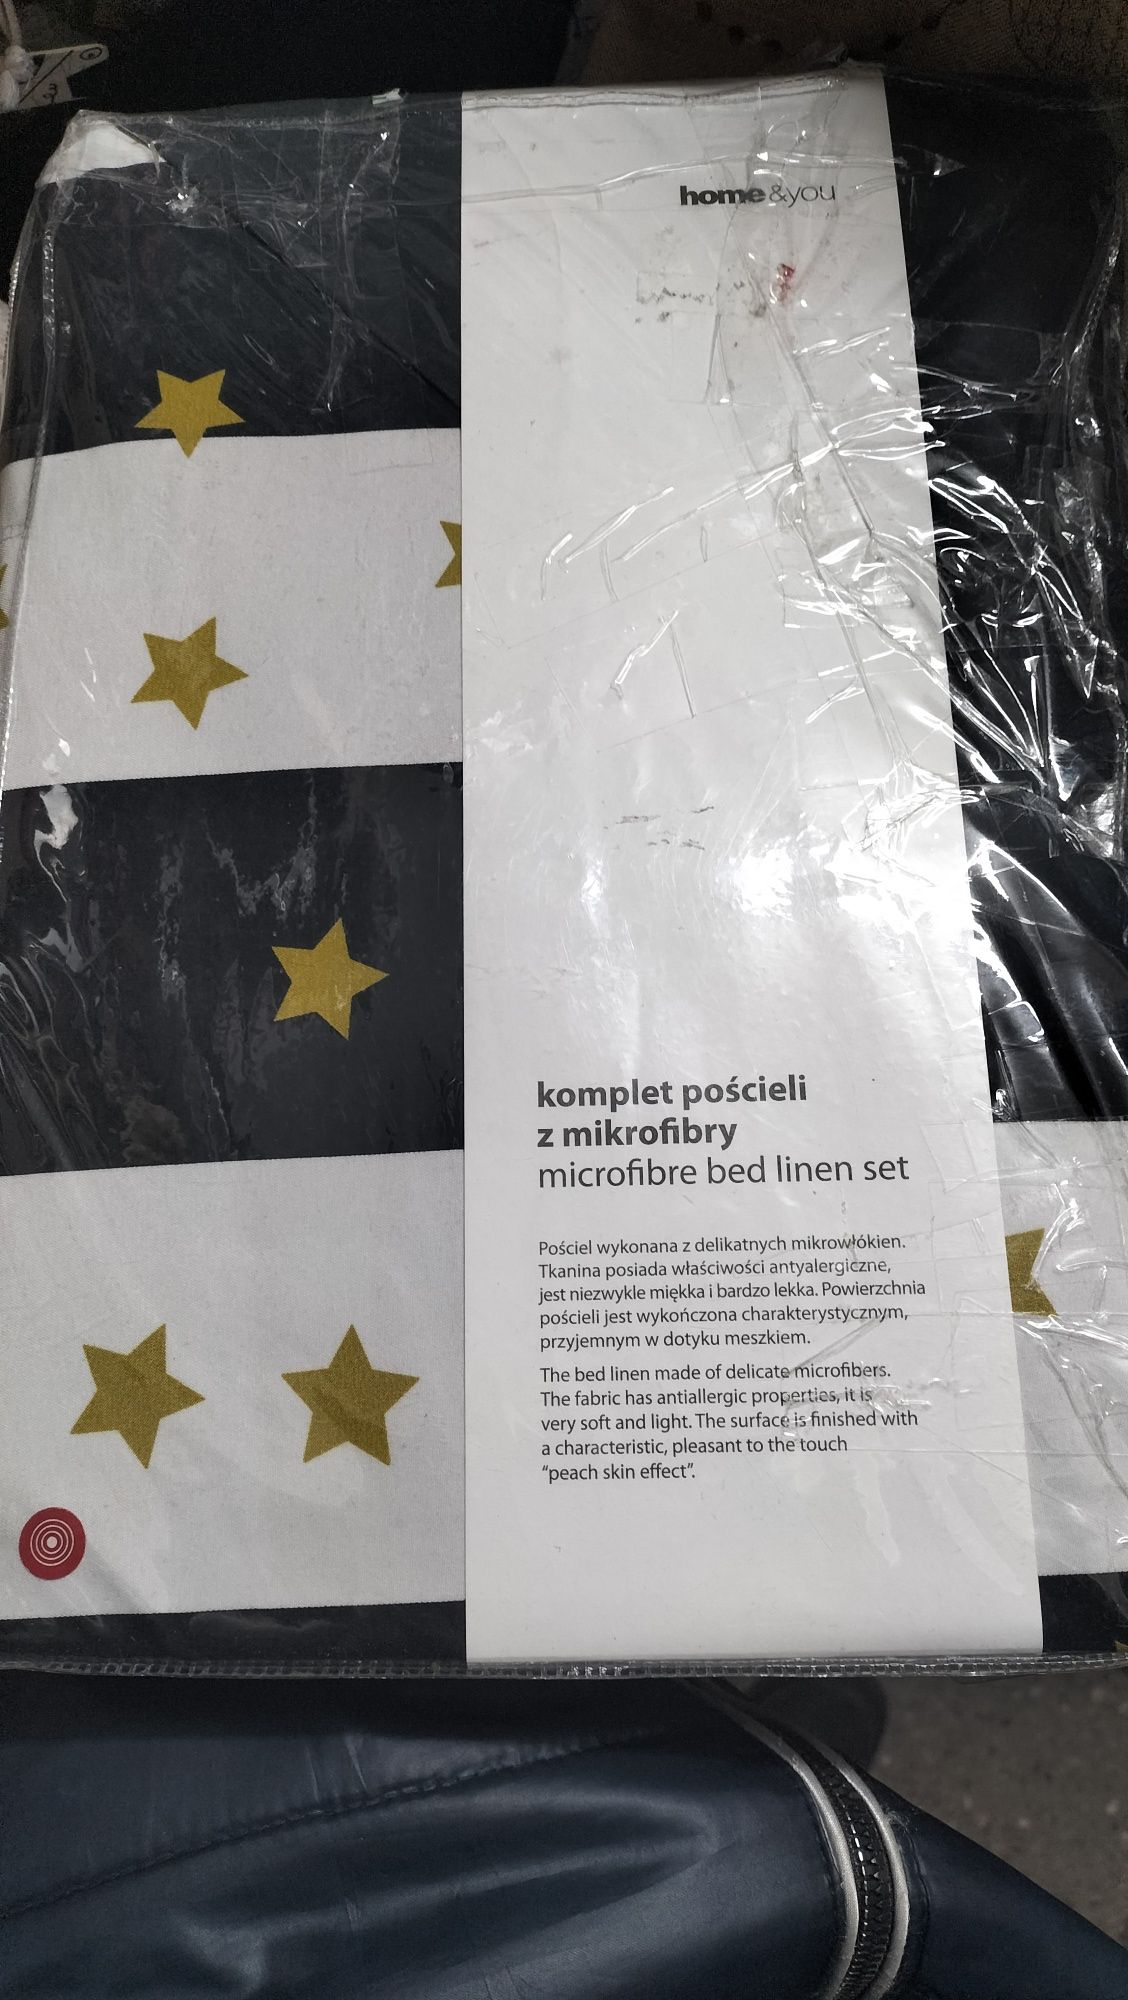 home&you
komplet pościeli
z mikrofibry
microfibre bed linen set
Pościel wykonana z delikatnych mikrowłókien.
Tkanina posiada właściwości antyalergiczne,
jest niezwykle miękka i bardzo lekka. Powierzchnia
pościeli jest wykończona charakterystycznym,
przyjemnym w dotyku meszkiem.
The bed linen made of delicate microfibers.
The fabric has antiallergic properties, it is
very soft and light. The surface is finished with
a characteristic, pleasant to the touch
“peach skin effect”.